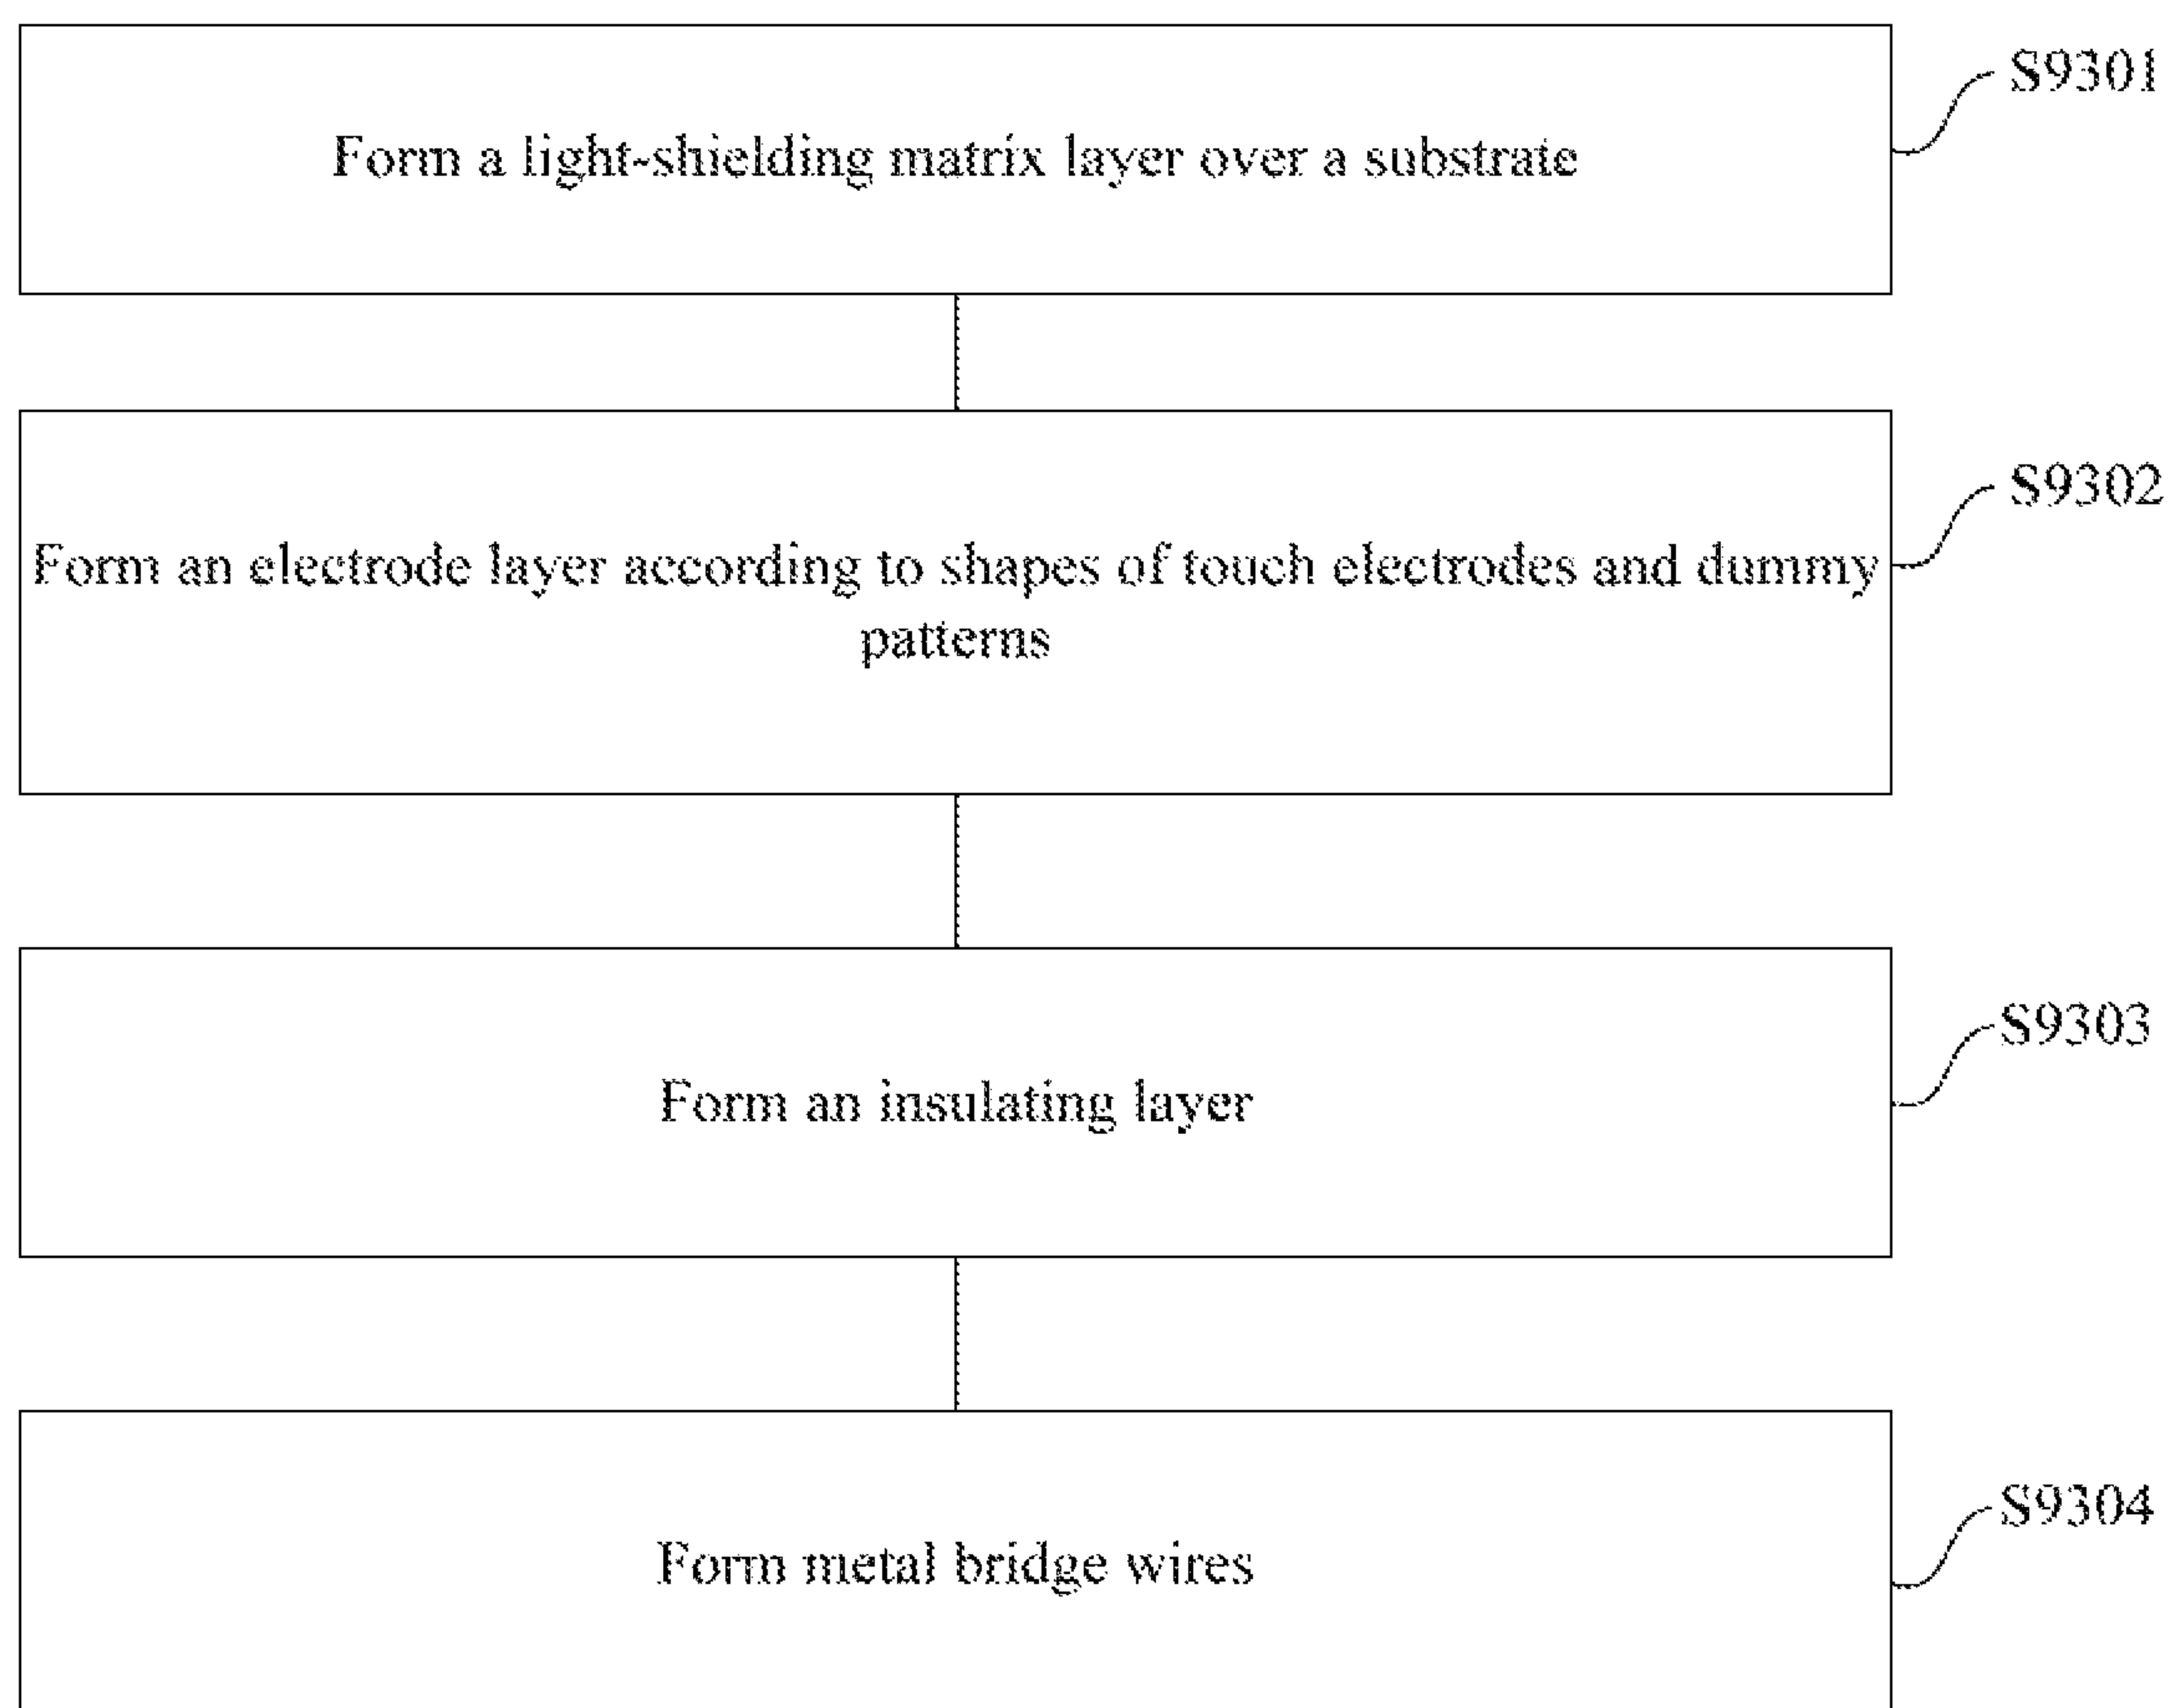 Form a light-shielding matrix layer over a substrate
S9301
Form an electrode layer according to shapes of touch electrodes and dummy
patterns
S9302
Form an insulating layer
S9303
Form metal bridge wires
S9304